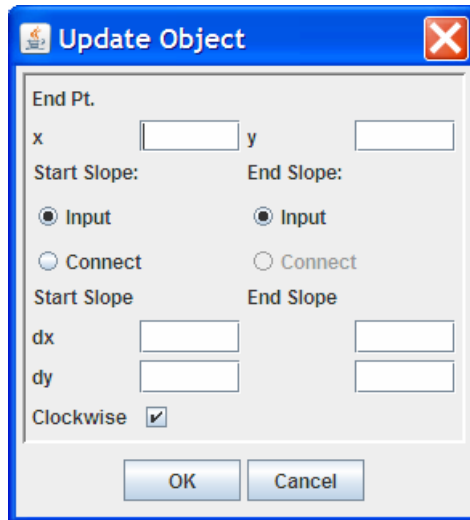 Update Object
End Pt.
x y
Start Slope: End Slope:
Input Input
Connect Connect
Start Slope End Slope
dx
dy
Clockwise
OK Cancel